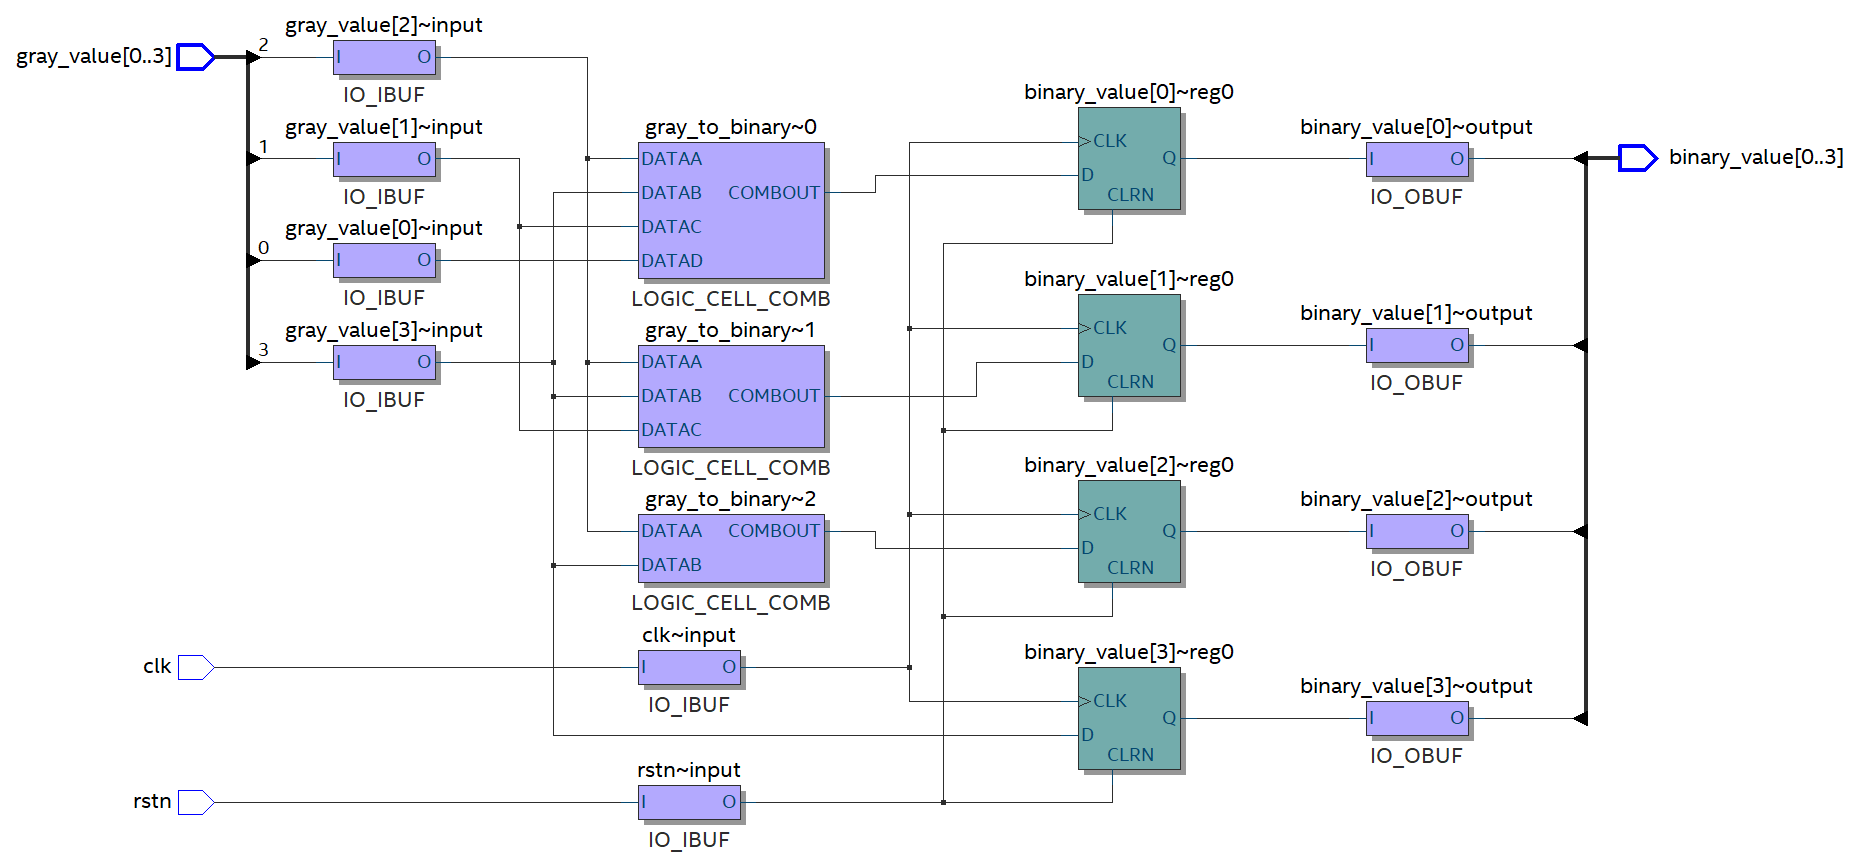 gray_value[0..3]
2
gray_value[2]~input
I O
IO_IBUF
1
gray_value[1]~input
I O
IO_IBUF
0
gray_value[0]~input
I O
IO_IBUF
3
gray_value[3]~input
I O
IO_IBUF
clk
rstn
gray_to_binary~0
DATAA
DATAB COMBOUT
DATAC
DATAD
LOGIC_CELL_COMB
gray_to_binary~1
DATAA
DATAB COMBOUT
DATAC
LOGIC_CELL_COMB
gray_to_binary~2
DATAA COMBOUT
DATAB
LOGIC_CELL_COMB
clk~input
I O
IO_IBUF
rstn~input
I O
IO_IBUF
binary_value[0]~reg0
CLK
Q
D
CLRN
binary_value[1]~reg0
CLK
Q
D
CLRN
binary_value[2]~reg0
CLK
Q
D
CLRN
binary_value[3]~reg0
CLK
Q
D
CLRN
binary_value[0]~output
I O
IO_OBUF
binary_value[1]~output
I O
IO_OBUF
binary_value[2]~output
I O
IO_OBUF
binary_value[3]~output
I O
IO_OBUF
binary_value[0..3]